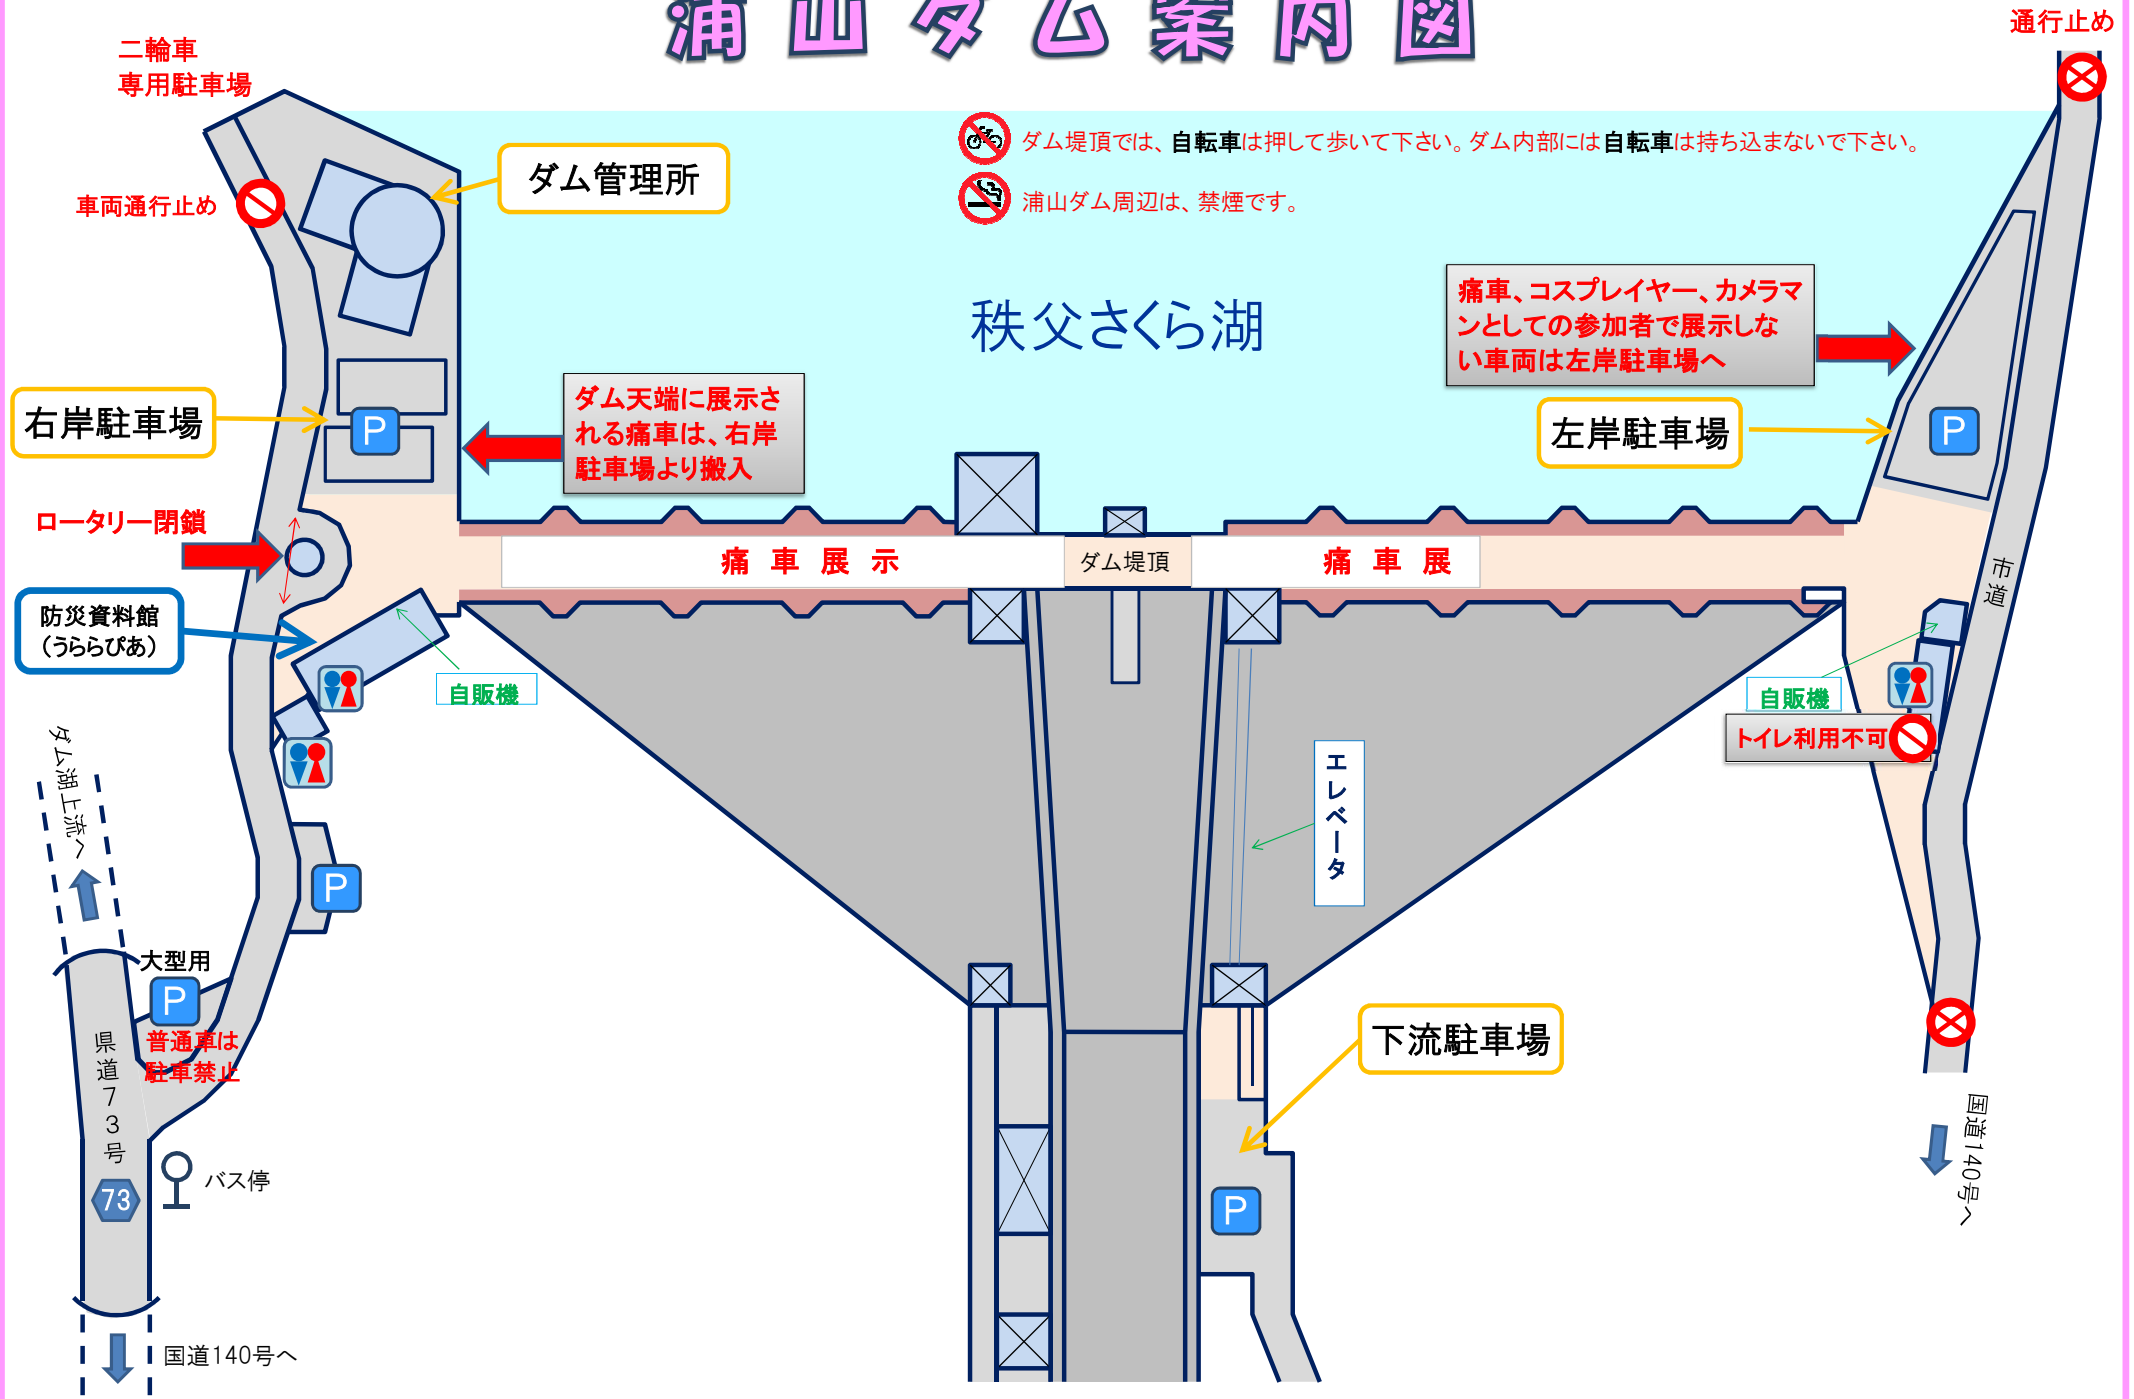 浦山ダム案内図
通行止め
二輪車
専用駐車場
ダム堤頂では、自転車は押して歩いて下さい。ダム内部には自転車は持ち込まないで下さい。
浦山ダム周辺は、禁煙です。
車両通行止め
ダム管理所
秩父さくら湖
痛車、コスプレイヤー、カメラマ
ンとしての参加者で展示しな
い車両は左岸駐車場へ
右岸駐車場
P
ダム天端に展示さ
れる痛車は、右岸
駐車場より搬入
左岸駐車場
P
ロータリー閉鎖
痛車展示
ダム堤頂
痛車展
市道
防災資料館
（うららぴあ）
自販機
自販機
トイレ利用不可
エレベータ
ダム湖上流へ
P
大型用
P
普通車は
駐車禁止
県道73号
73
バス停
下流駐車場
P
国道140号へ
国道140号へ